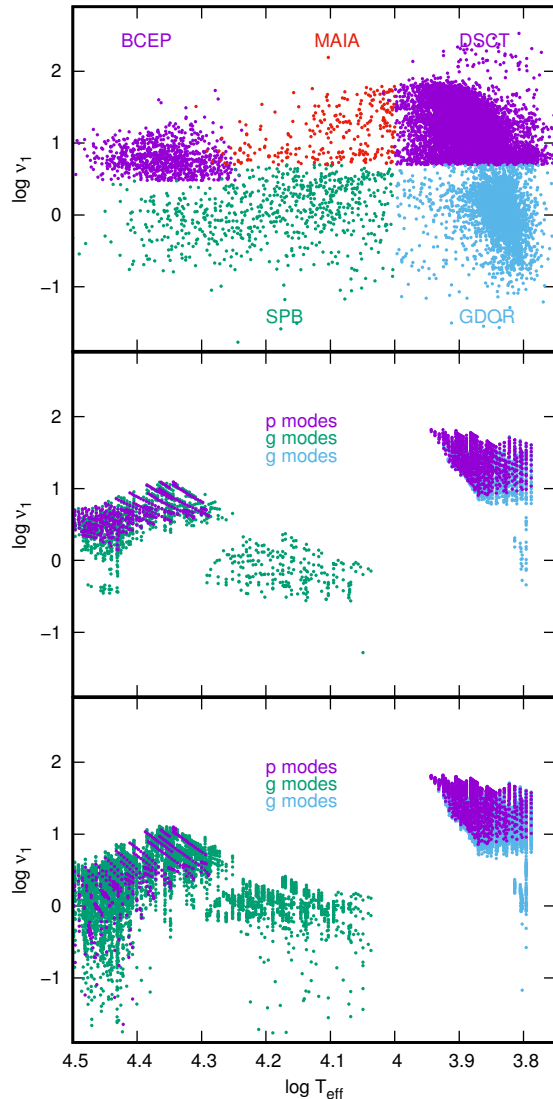 BCEP MAIA DSCT
2
1
0
−1
log ν1
SPB GDOR
p modes
g modes
g modes
2
1
0
−1
log ν1
p modes
g modes
g modes
2
1
0
−1
log ν1
4.5 4.4 4.3 4.2 4.1 4 3.9 3.8
log Teff